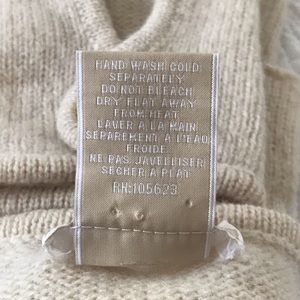 HAND WASH COLD
SEPARATELY
DO NOT BLEACH
DRY FLAT AWAY
FROM HEAT
LAVER A LA MAIN
SEPAREMENT A L'EAU
FROIDE.
NE PAS JAVELLISER
SECHER A PLAT
RN:105623